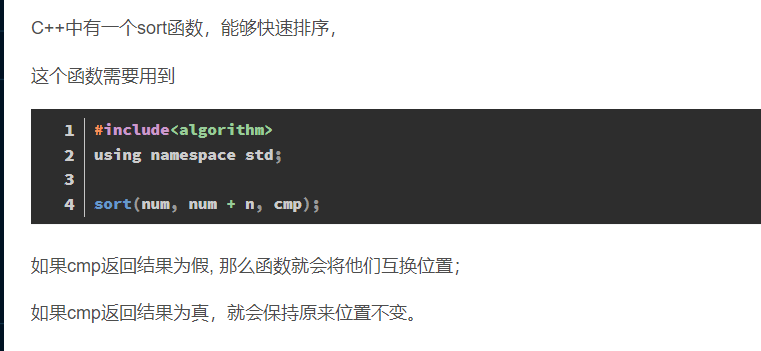 C++中有一个sort函数，能够快速排序，
这个函数需要用到
1 #include<algorithm>
2 using namespace std;
3
4 sort(num, num + n, cmp);
如果cmp返回结果为假, 那么函数就会将他们互换位置；
如果cmp返回结果为真，就会保持原来位置不变。